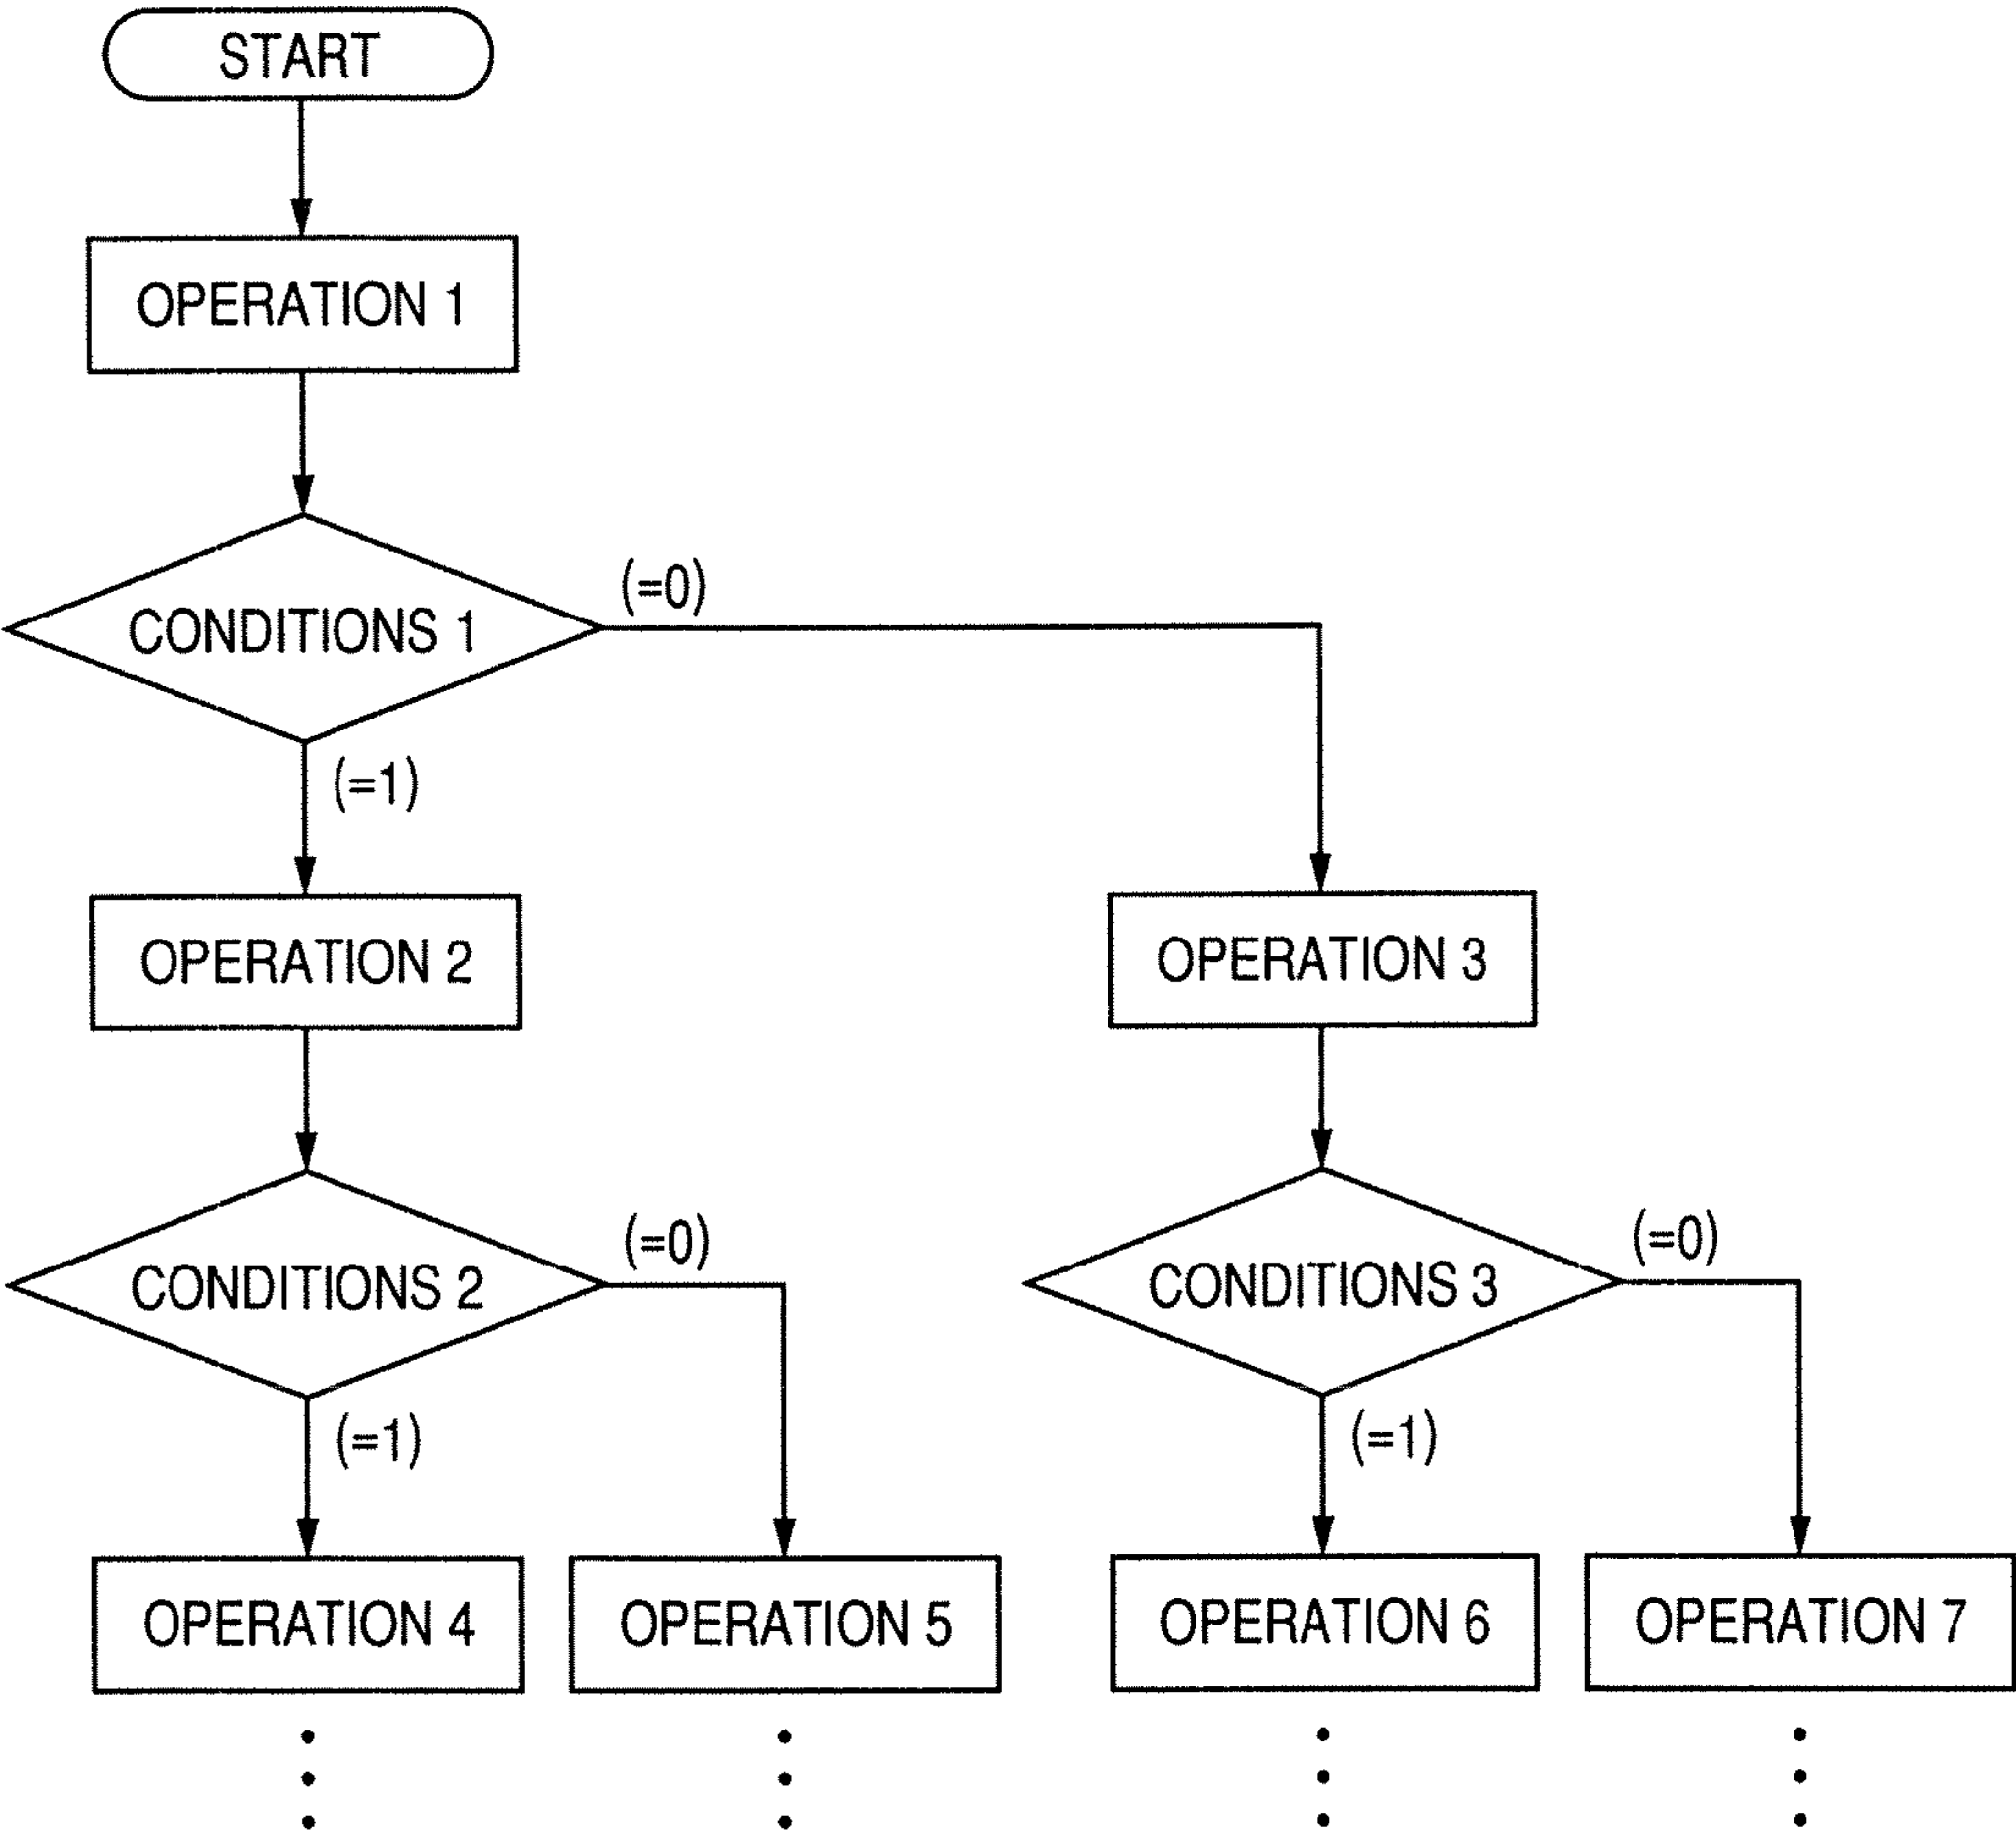 START
OPERATION 1
(=0)
CONDITIONS 1
(=1)
OPERATION 2
OPERATION 3
(=0)
(=0)
CONDITIONS 2
CONDITIONS 3
(=1)
(=1)
OPERATION 4
OPERATION 5
OPERATION 6
OPERATION 7